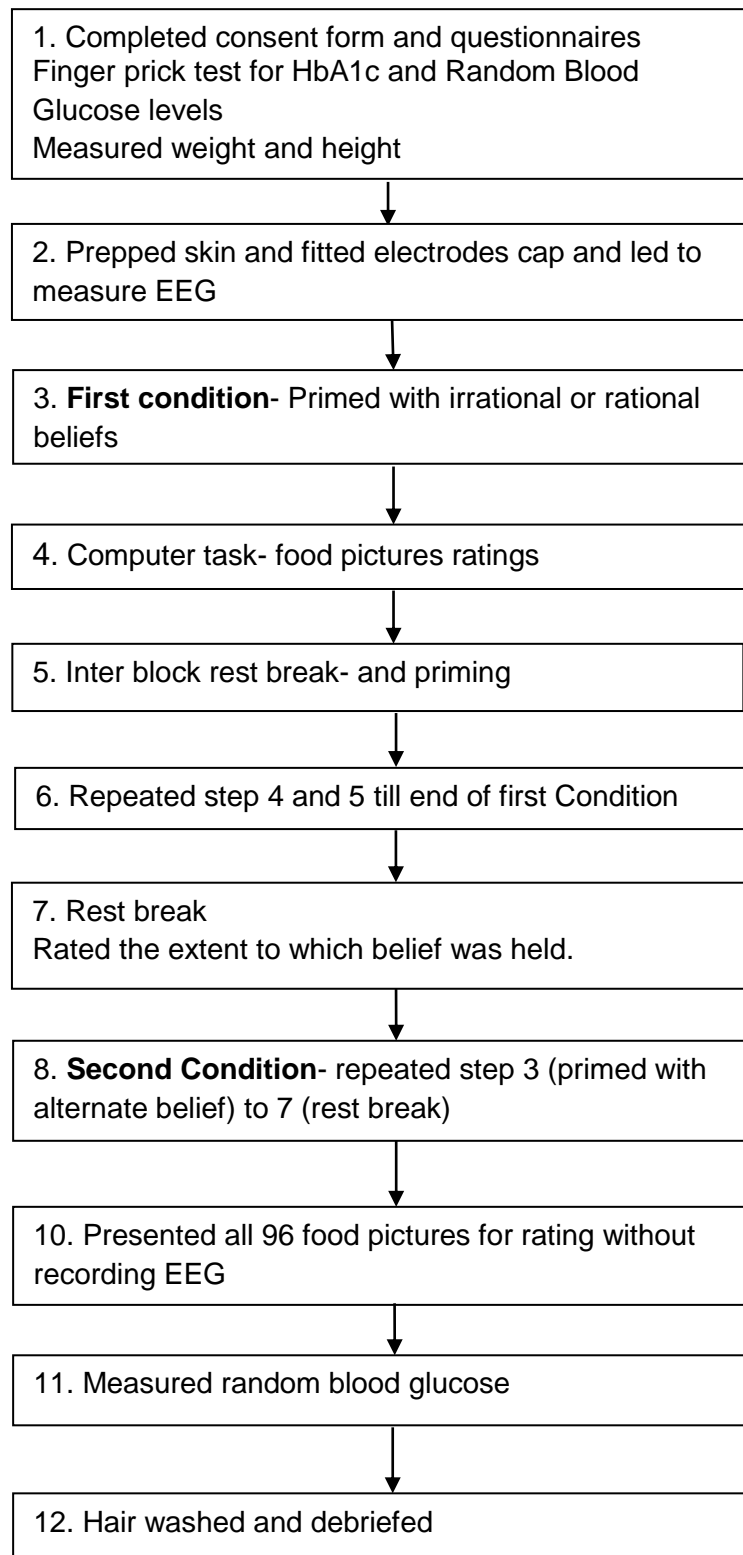 1. Completed consent form and questionnaires
Finger prick test for HbA1c and Random Blood
Glucose levels
Measured weight and height
2. Prepped skin and fitted electrodes cap and led to
measure EEG
3. First condition- Primed with irrational or rational
beliefs
4. Computer task- food pictures ratings
5. Inter block rest break- and priming
6. Repeated step 4 and 5 till end of first Condition
7. Rest break
Rated the extent to which belief was held.
8. Second Condition- repeated step 3 (primed with
alternate belief) to 7 (rest break)
10. Presented all 96 food pictures for rating without
recording EEG
11. Measured random blood glucose
12. Hair washed and debriefed